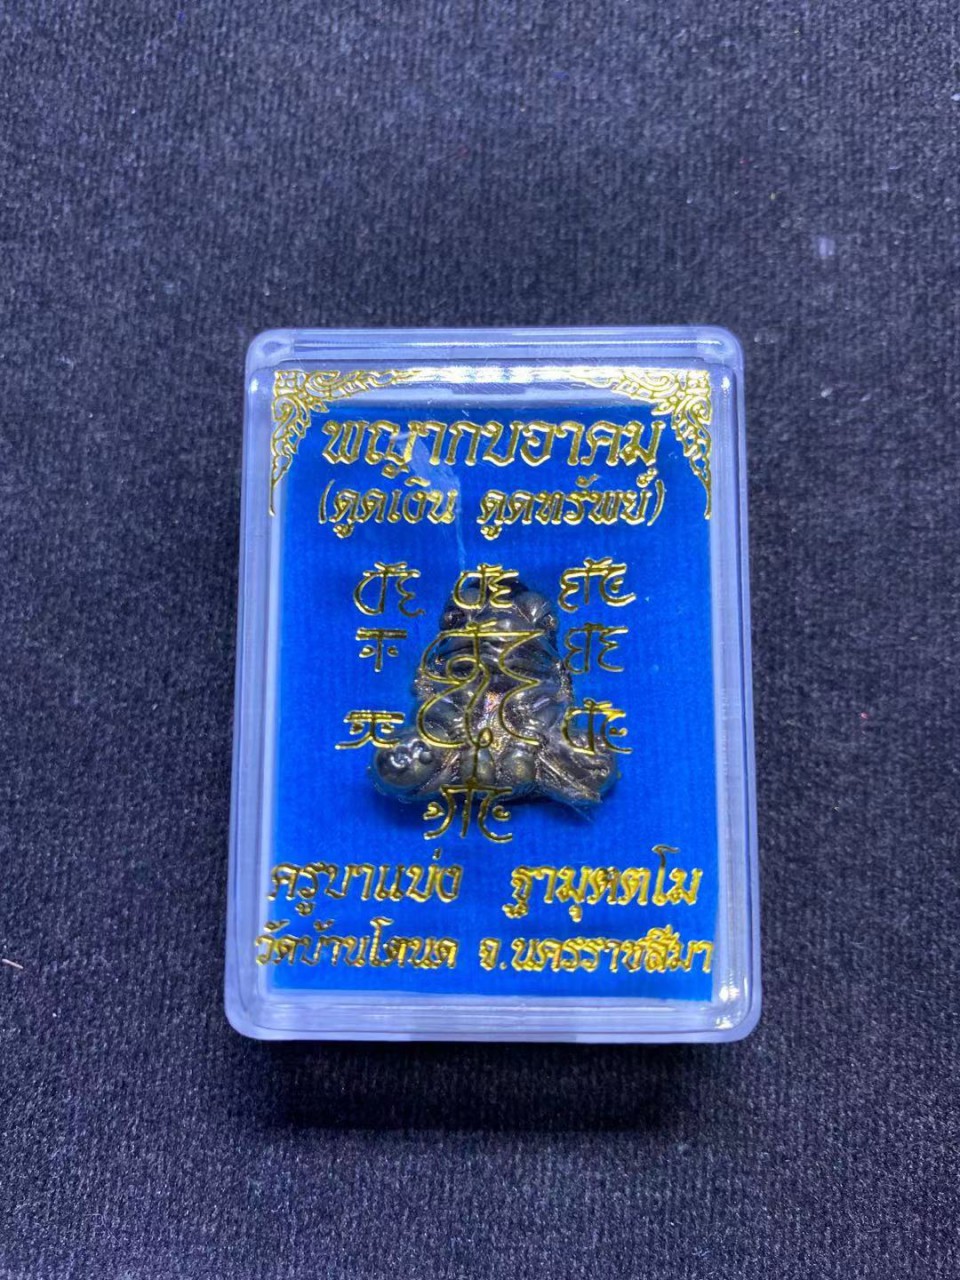 พญากบอาคม
(ดูดเงิน ดูดทรัพย์)
ครูบาแบ่ง ฐามุตตโม
วัดบ้านโตนด จ.นครราชสีมา